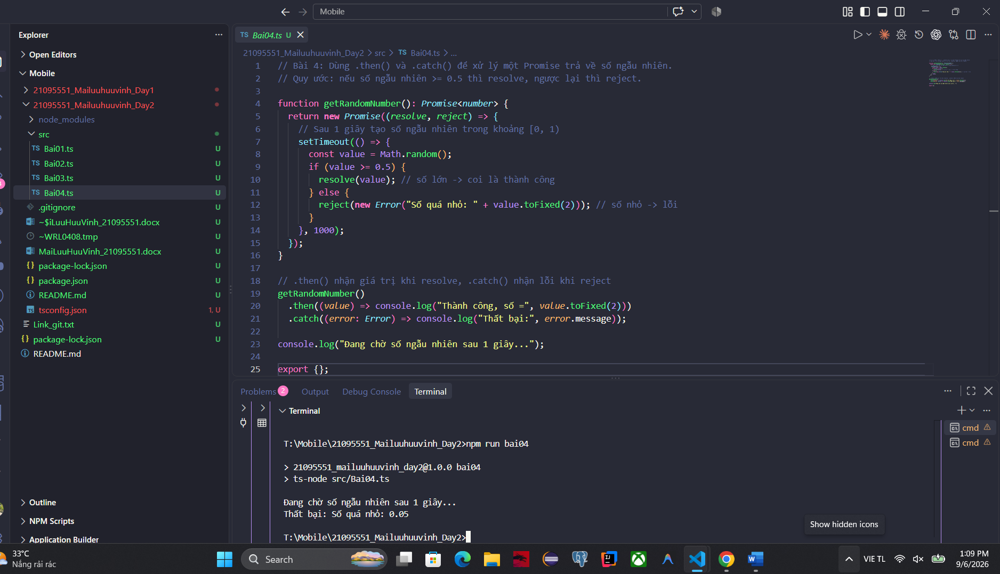 Mobile
Explorer
Open Editors
Mobile
21095551_Mailuuhuuvinh_Day1
21095551_Mailuuhuuvinh_Day2
node_modules
src
TS Bai01.ts U
TS Bai02.ts U
TS Bai03.ts U
TS Bai04.ts U
.gitignore U
~$iLuuHuuVinh_21095551.docx U
~WRL0408.tmp U
MaiLuuHuuVinh_21095551.docx U
{} package-lock.json U
{} package.json U
README.md U
TS tsconfig.json 1, U
Link_git.txt U
{} package-lock.json U
README.md
Outline
NPM Scripts
Application Builder
TS Bai04.ts U
21095551_Mailuuhuuvinh_Day2 > src > TS Bai04.ts > ...
1 // Bài 4: Dùng .then() và .catch() để xử lý một Promise trả về số ngẫu nhiên.
2 // Quy ước: nếu số ngẫu nhiên >= 0.5 thì resolve, ngược lại thì reject.
3
4 function getRandomNumber(): Promise<number> {
5 return new Promise((resolve, reject) => {
6 // Sau 1 giây tạo số ngẫu nhiên trong khoảng [0, 1)
7 setTimeout(() => {
8 const value = Math.random();
9 if (value >= 0.5) {
10 resolve(value); // số lớn -> coi là thành công
11 } else {
12 reject(new Error("Số quá nhỏ: " + value.toFixed(2))); // số nhỏ -> lỗi
13 }
14 }, 1000);
15 });
16 }
17
18 // .then() nhận giá trị khi resolve, .catch() nhận lỗi khi reject
19 getRandomNumber()
20 .then((value) => console.log("Thành công, số =", value.toFixed(2)))
21 .catch((error: Error) => console.log("Thất bại:", error.message));
22
23 console.log("Đang chờ số ngẫu nhiên sau 1 giây...");
24
25 export {};
Problems 2 Output Debug Console Terminal
Terminal
T:\Mobile\21095551_Mailuuhuuvinh_Day2>npm run bai04
> 21095551_mailuuhuuvinh_day2@1.0.0 bai04
> ts-node src/Bai04.ts
Đang chờ số ngẫu nhiên sau 1 giây...
Thất bại: Số quá nhỏ: 0.05
T:\Mobile\21095551_Mailuuhuuvinh_Day2>
cmd
cmd
Show hidden icons
33°C
Nắng rải rác
Search
VIE TL
1:09 PM
9/6/2026